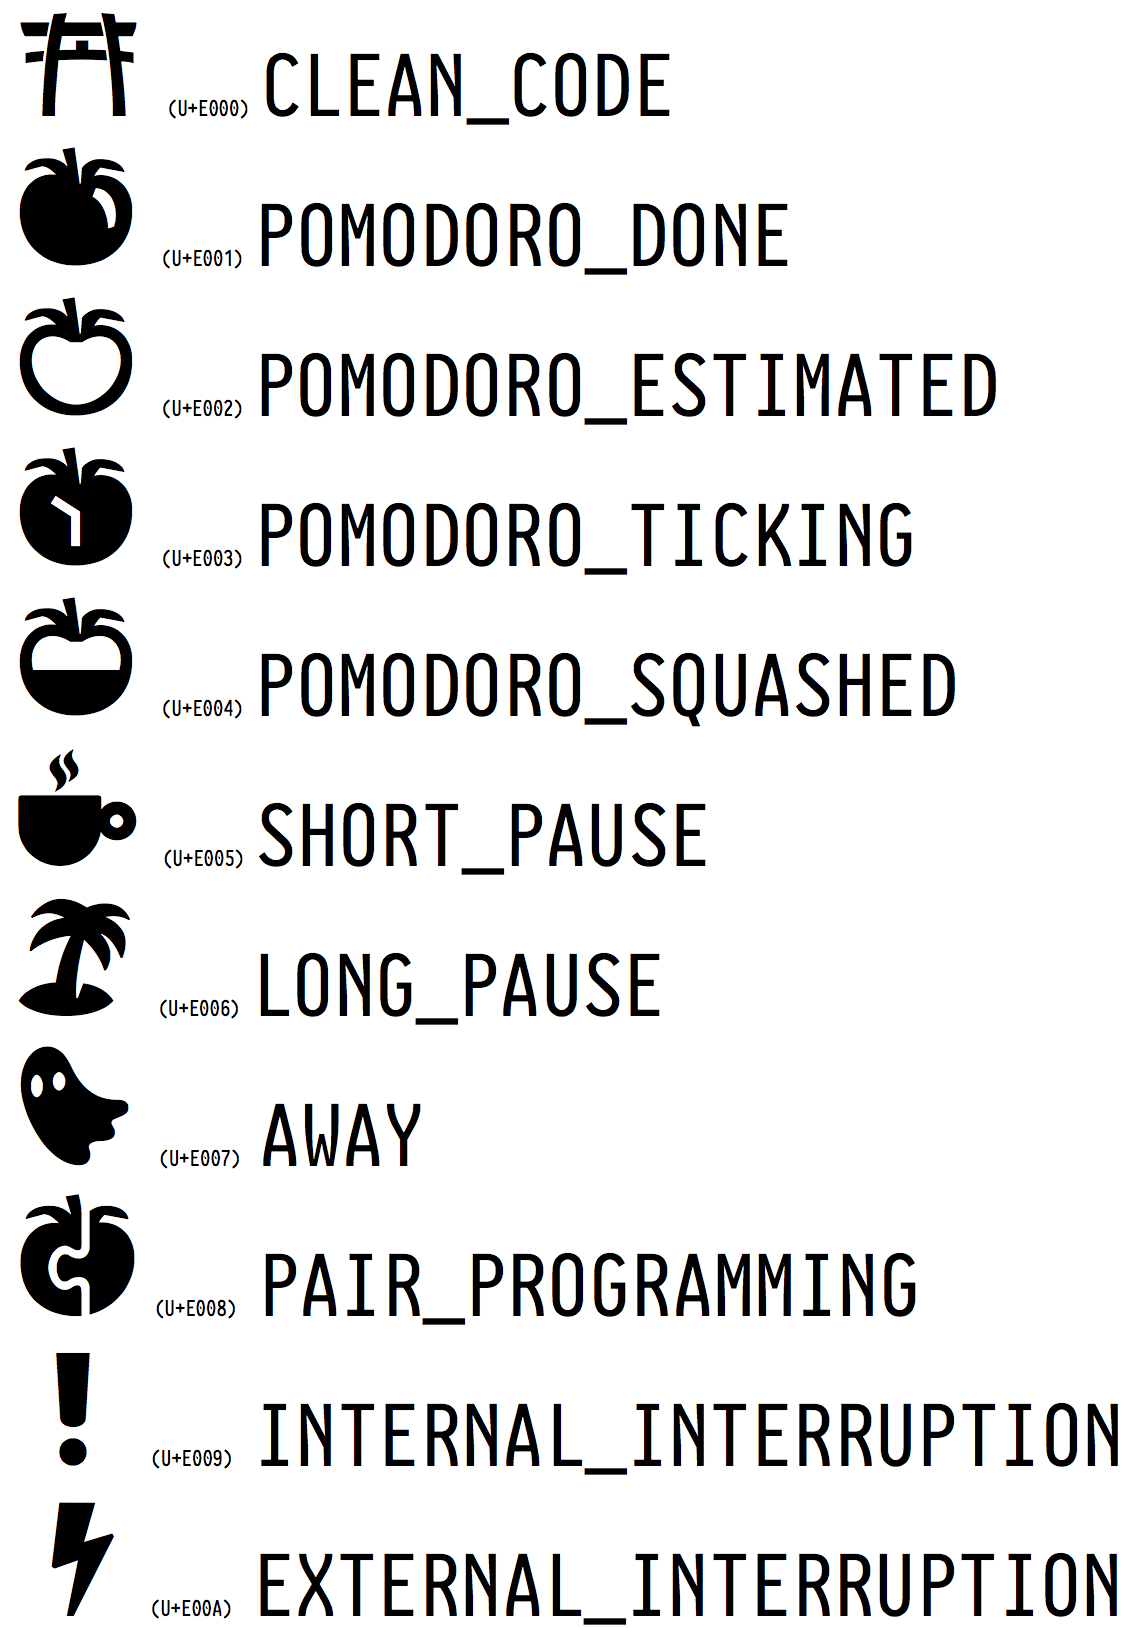 (U+E000) CLEAN_CODE
(U+E001) POMODORO_DONE
(U+E002) POMODORO_ESTIMATED
(U+E003) POMODORO_TICKING
(U+E004) POMODORO_SQUASHED
(U+E005) SHORT_PAUSE
(U+E006) LONG_PAUSE
(U+E007) AWAY
(U+E008) PAIR_PROGRAMMING
(U+E009) INTERNAL_INTERRUPTION
(U+E00A) EXTERNAL_INTERRUPTION